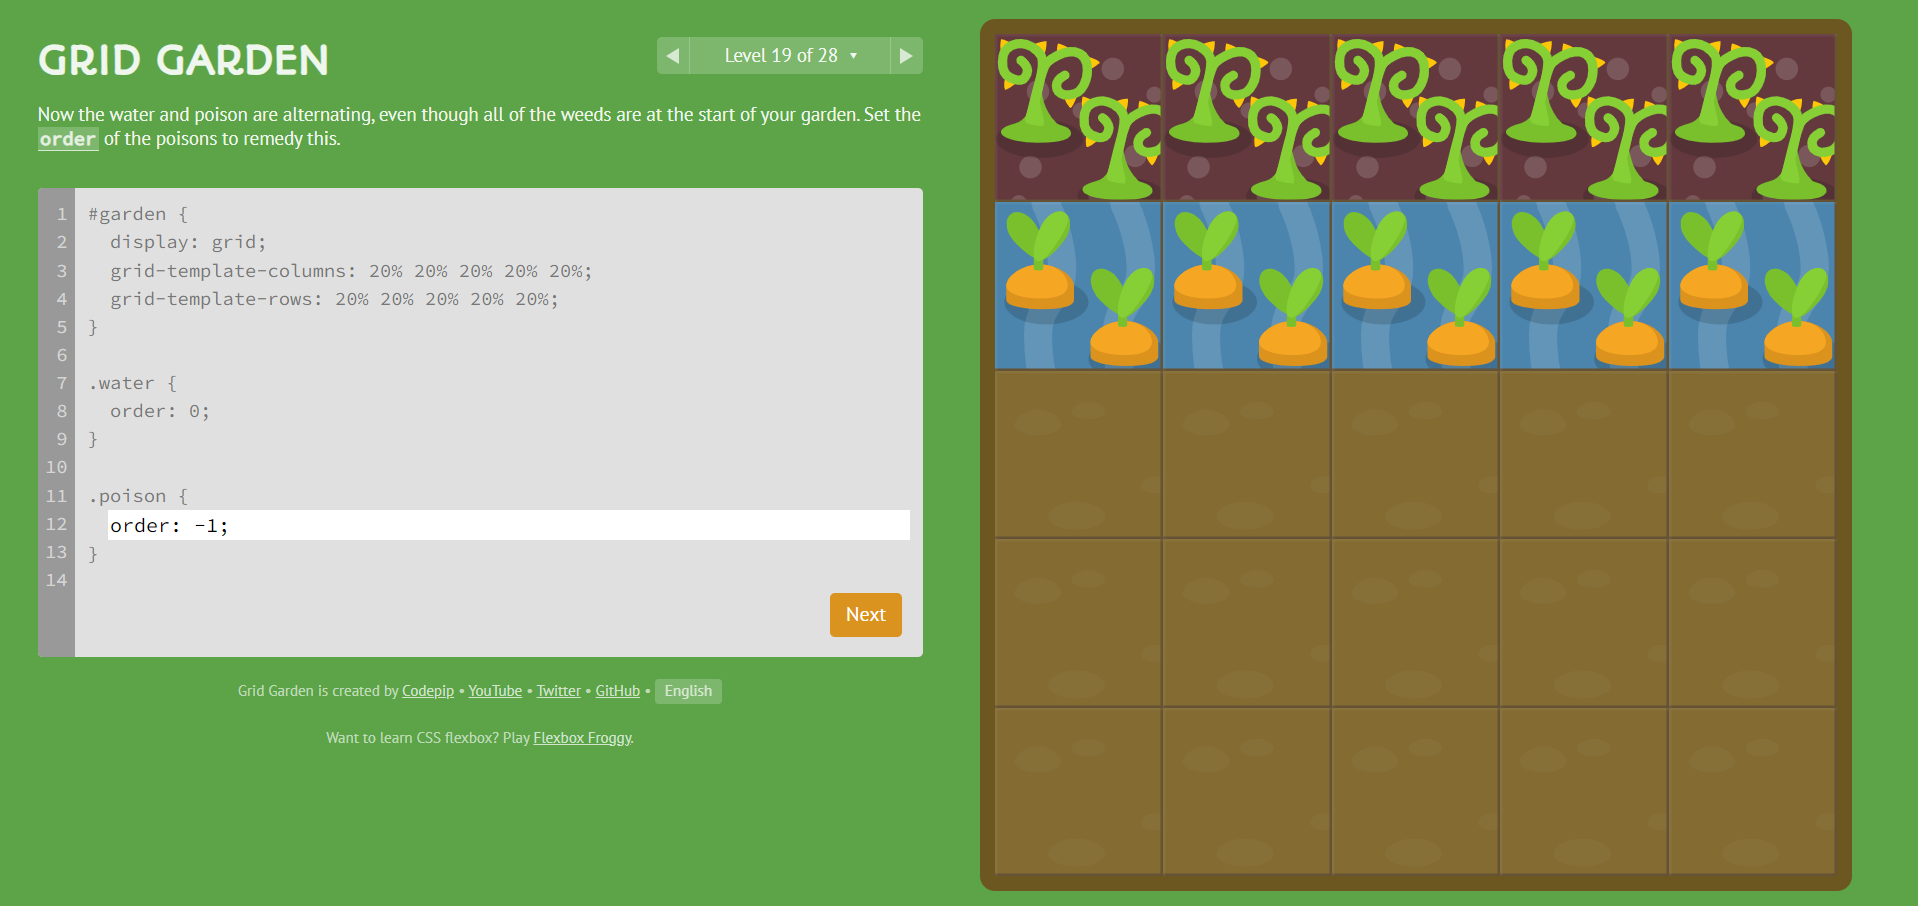 GRID GARDEN
◀ Level 19 of 28 ▼ ▶
Now the water and poison are alternating, even though all of the weeds are at the start of your garden. Set the
order of the poisons to remedy this.
1 #garden {
2 display: grid;
3 grid-template-columns: 20% 20% 20% 20% 20%;
4 grid-template-rows: 20% 20% 20% 20% 20%;
5 }
6
7 .water {
8 order: 0;
9 }
10
11 .poison {
12 order: -1;
13 }
14
Next
Grid Garden is created by Codepip • YouTube • Twitter • GitHub • English
Want to learn CSS flexbox? Play Flexbox Froggy.